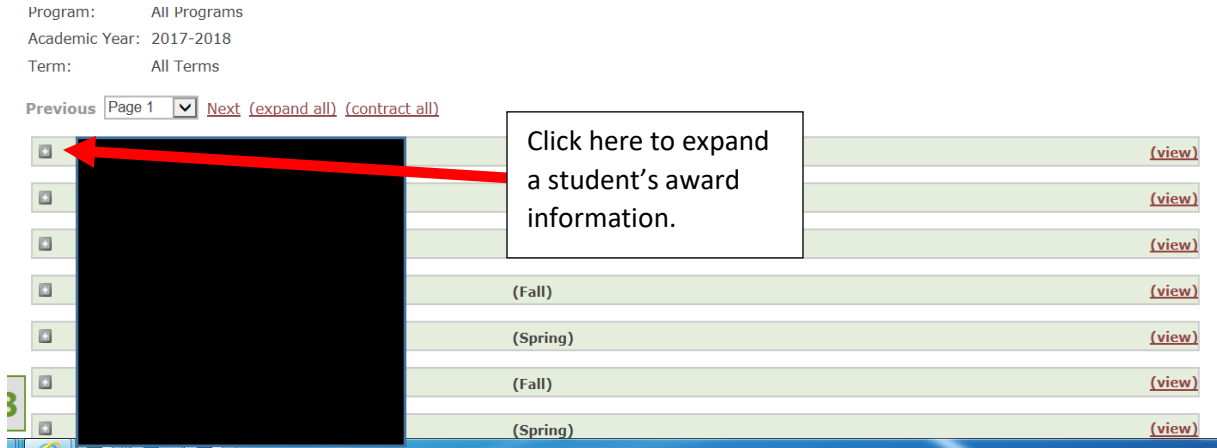 Program: All Programs
Academic Year: 2017-2018
Term: All Terms
Previous Page 1 Next (expand all) (contract all)
Click here to expand
a student's award
information.
(view)
(view)
(view)
(Fall) (view)
(Spring) (view)
(Fall) (view)
(Spring) (view)